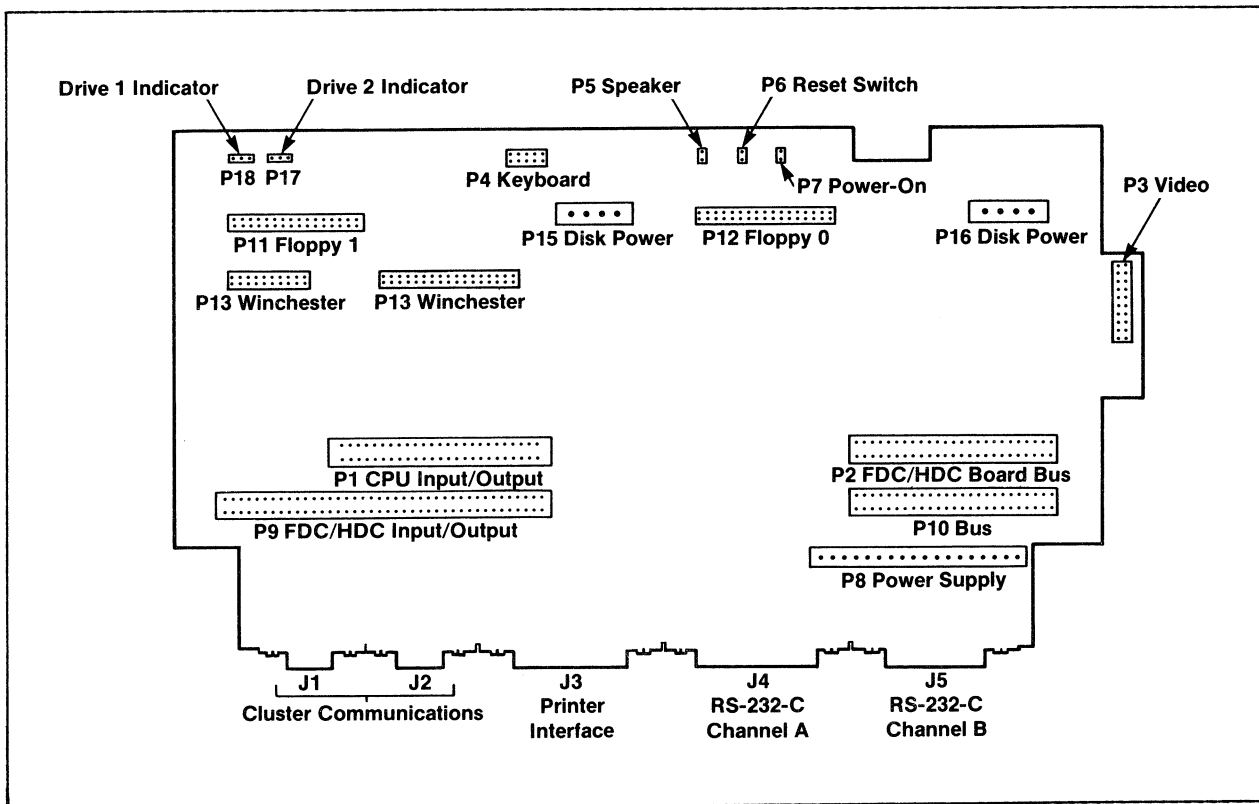 Drive 1 Indicator
Drive 2 Indicator
P5 Speaker
P6 Reset Switch
P18 P17
P4 Keyboard
P7 Power-On
P3 Video
P11 Floppy 1
P15 Disk Power
P12 Floppy 0
P16 Disk Power
P13 Winchester
P13 Winchester
P1 CPU Input/Output
P2 FDC/HDC Board Bus
P9 FDC/HDC Input/Output
P10 Bus
P8 Power Supply
J1
J2
Cluster Communications
J3
Printer
Interface
J4
RS-232-C
Channel A
J5
RS-232-C
Channel B